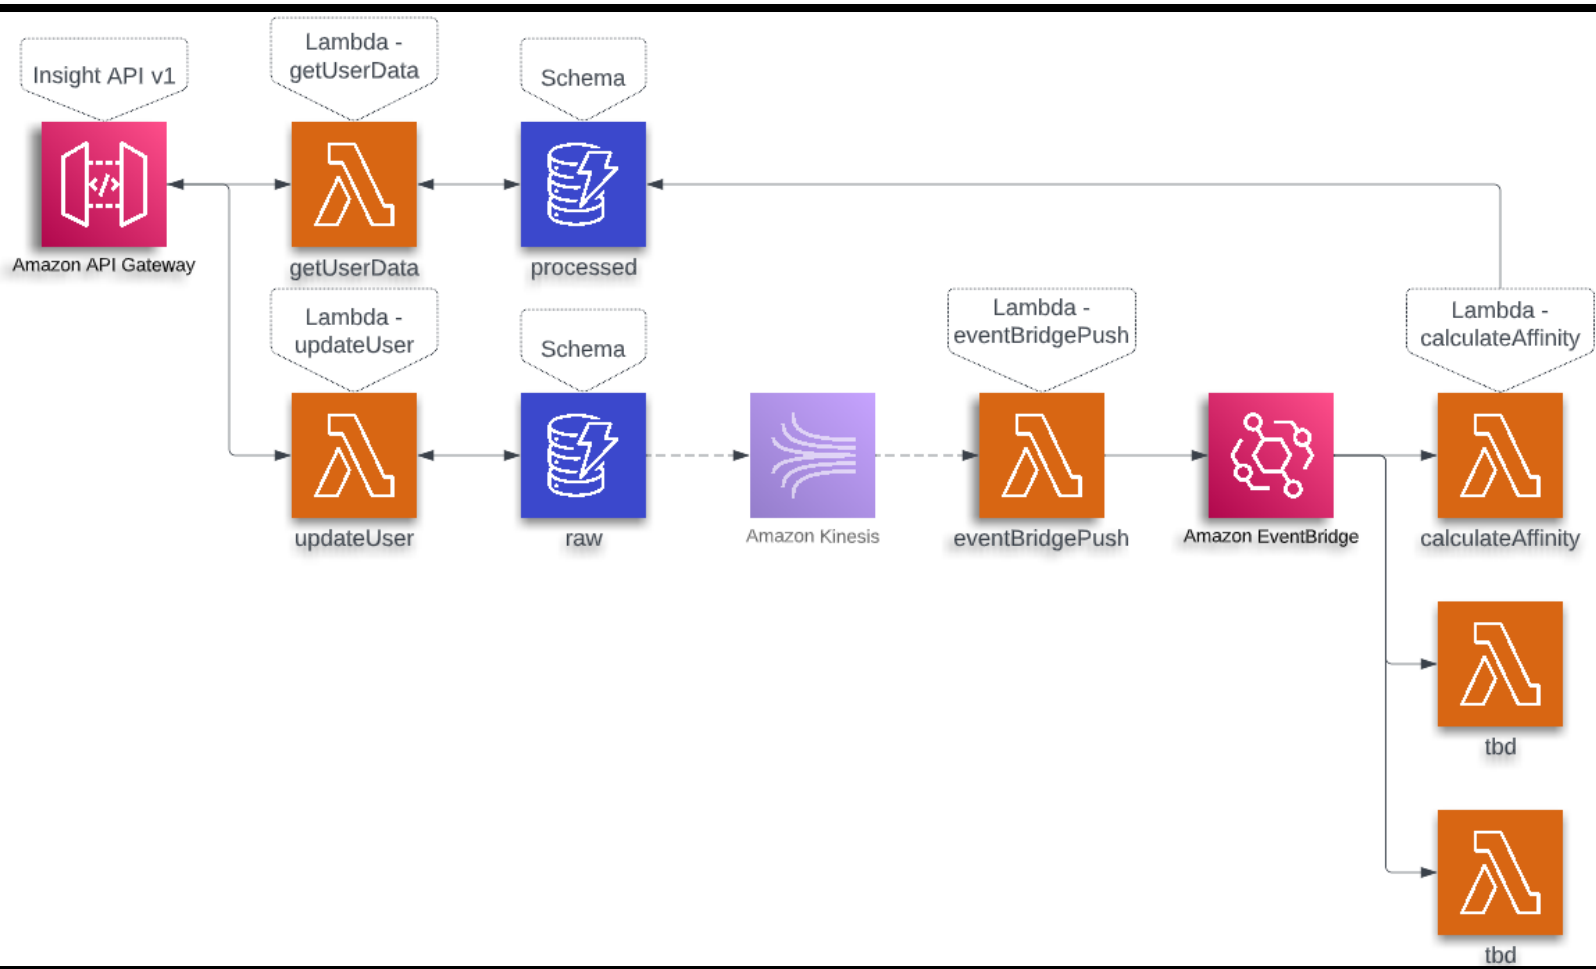 Insight API v1
Lambda -
getUserData
Schema
Amazon API Gateway
getUserData
processed
Lambda -
updateUser
Schema
Lambda -
eventBridgePush
Lambda -
calculateAffinity
updateUser
raw
Amazon Kinesis
eventBridgePush
Amazon EventBridge
calculateAffinity
tbd
tbd